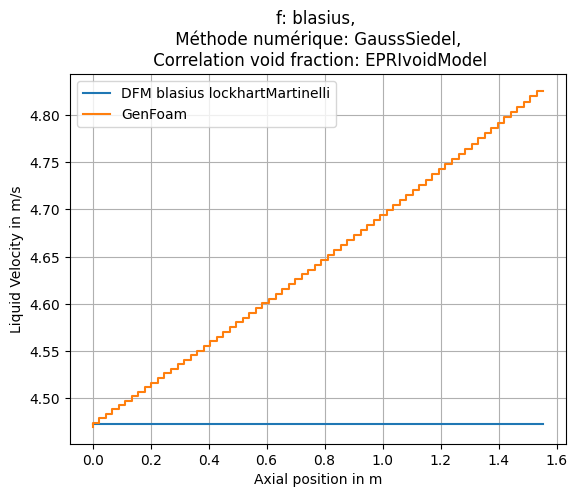 f: blasius,
Méthode numérique: GaussSiedel,
Correlation void fraction: EPRIvoidModel
DFM blasius lockhartMartinelli
GenFoam
Liquid Velocity in m/s
4.80
4.75
4.70
4.65
4.60
4.55
4.50
0.0 0.2 0.4 0.6 0.8 1.0 1.2 1.4 1.6
Axial position in m